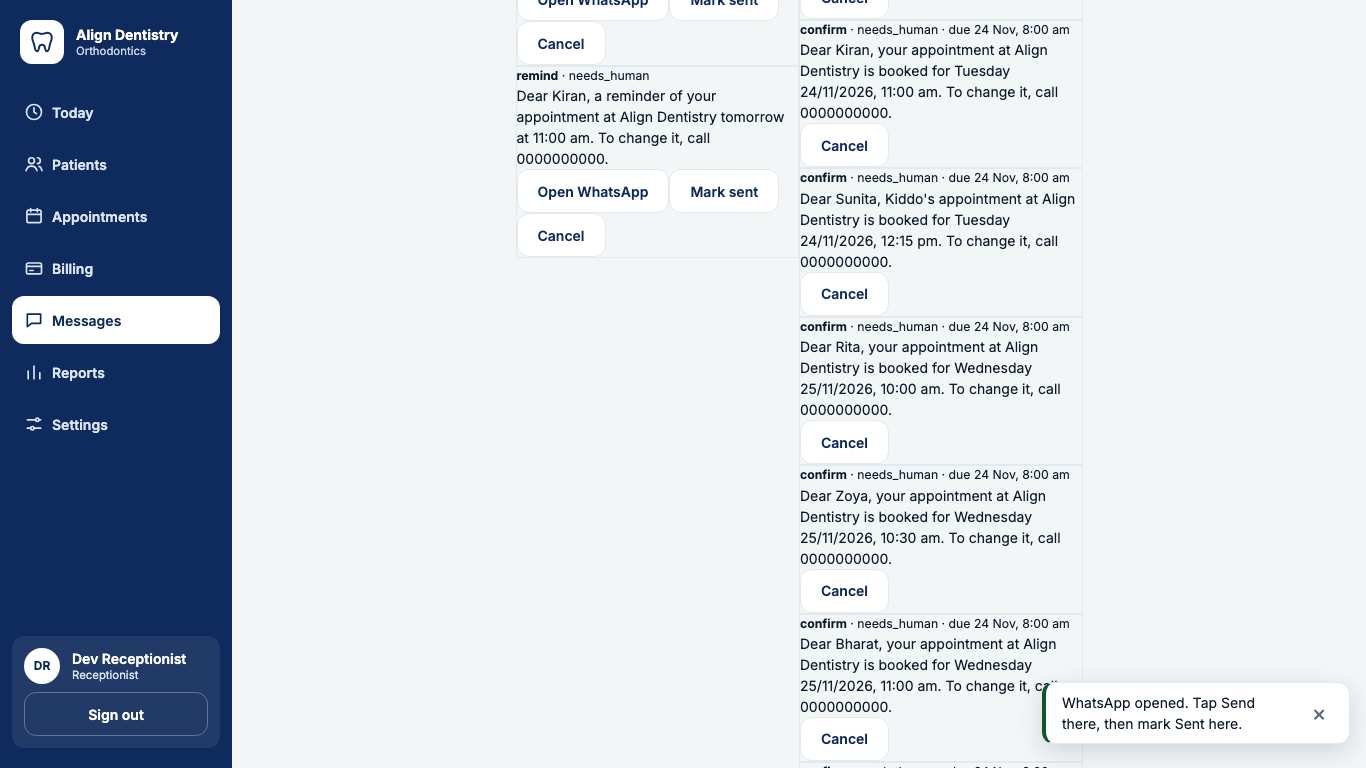 Align Dentistry
Orthodontics
Today
Patients
Appointments
Billing
Messages
Reports
Settings
DR
Dev Receptionist
Receptionist
Sign out
Open WhatsApp Mark sent
Cancel
remind · needs_human
Dear Kiran, a reminder of your
appointment at Align Dentistry tomorrow
at 11:00 am. To change it, call
0000000000.
Open WhatsApp Mark sent
Cancel
Cancel
confirm · needs_human · due 24 Nov, 8:00 am
Dear Kiran, your appointment at Align
Dentistry is booked for Tuesday
24/11/2026, 11:00 am. To change it, call
0000000000.
Cancel
confirm · needs_human · due 24 Nov, 8:00 am
Dear Sunita, Kiddo's appointment at Align
Dentistry is booked for Tuesday
24/11/2026, 12:15 pm. To change it, call
0000000000.
Cancel
confirm · needs_human · due 24 Nov, 8:00 am
Dear Rita, your appointment at Align
Dentistry is booked for Wednesday
25/11/2026, 10:00 am. To change it, call
0000000000.
Cancel
confirm · needs_human · due 24 Nov, 8:00 am
Dear Zoya, your appointment at Align
Dentistry is booked for Wednesday
25/11/2026, 10:30 am. To change it, call
0000000000.
Cancel
confirm · needs_human · due 24 Nov, 8:00 am
Dear Bharat, your appointment at Align
Dentistry is booked for Wednesday
25/11/2026, 11:00 am. To change it, call
0000000000.
Cancel
WhatsApp opened. Tap Send
there, then mark Sent here.